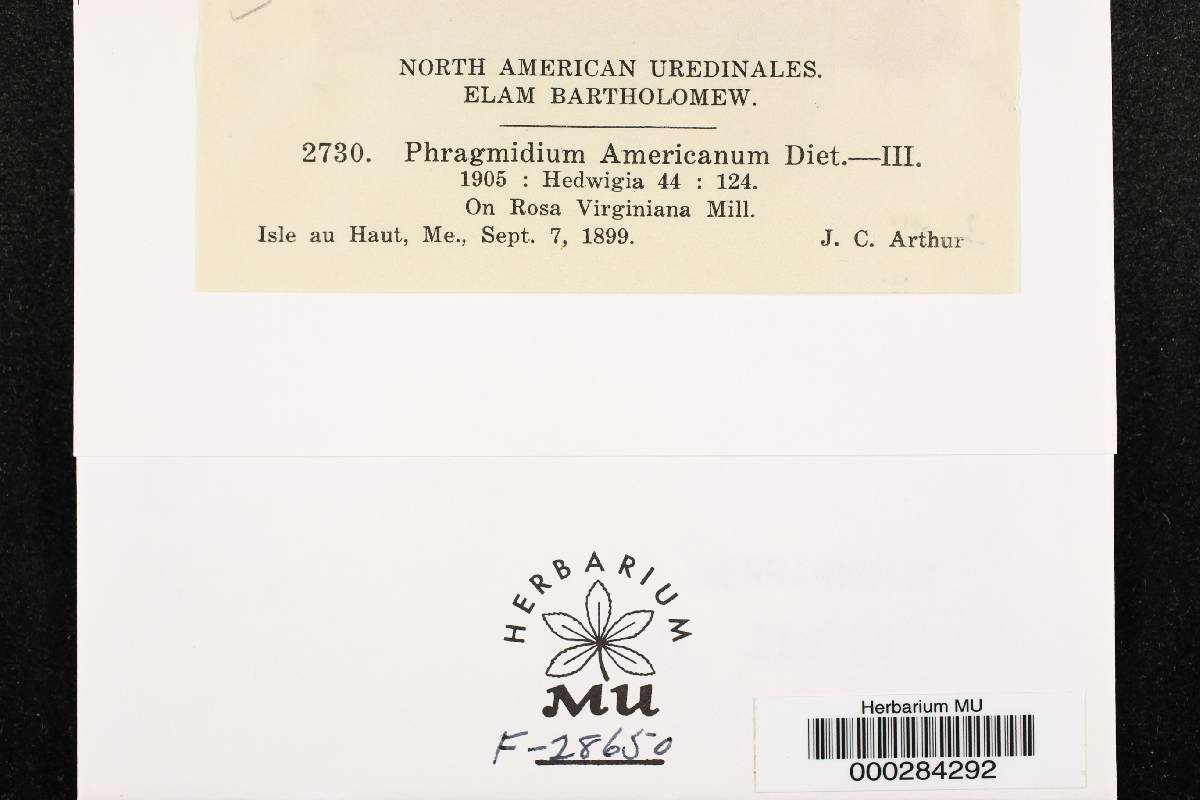 NORTH AMERICAN UREDINALES.
ELAM BARTHOLOMEW.
2730. Phragmidium Americanum Diet.—III.
1905 : Hedwigia 44 : 124.
On Rosa Virginiana Mill.
Isle au Haut, Me., Sept. 7, 1899. J. C. Arthur
HERBARIUM
MU
F-28650
Herbarium MU
000284292